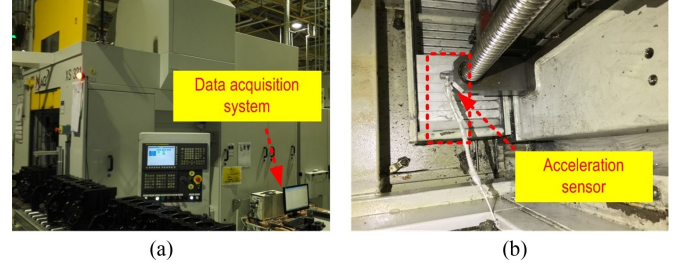 Data acquisition
system
Acceleration
sensor
(a)
(b)